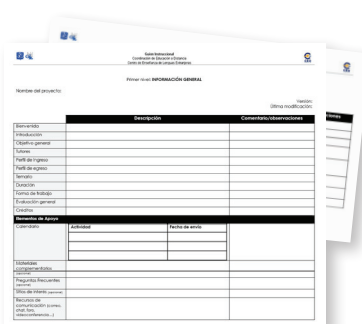 Guion Instruccional
Coordinación de Educación a Distancia
Centro de Enseñanza de Lenguas Extranjeras
Primer nivel: INFORMACIÓN GENERAL
Nombre del proyecto:
Versión:
Última modificación:
Descripción
Comentario/observaciones
Bienvenida
Introducción
Objetivo general
Tutores
Perfil de ingreso
Perfil de egreso
Temario
Duración
Forma de trabajo
Evaluación general
Créditos
Elementos de Apoyo
Calendario
Actividad
Fecha de envío
Materiales
complementarios
(opcional)
Preguntas Frecuentes
(opcional)
Sitios de interés (opcional)
Recursos de
comunicación (correo,
chat, foro,
videoconferencia…)